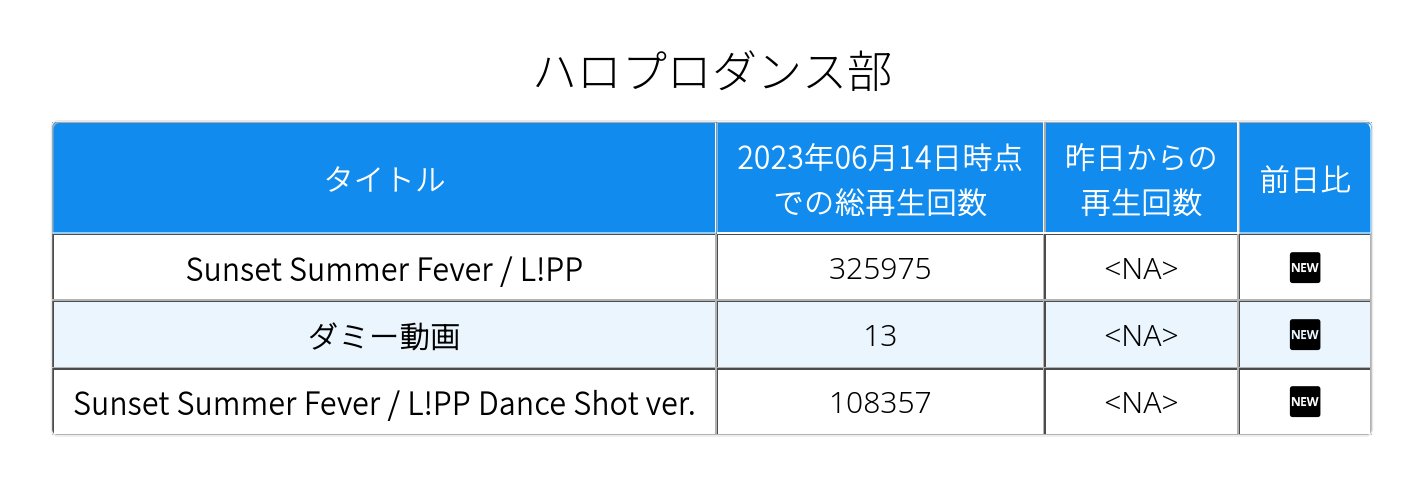 ハロプロダンス部
タイトル
2023年06月14日時点
での総再生回数
昨日からの
再生回数
前日比
Sunset Summer Fever / L!PP
325975
<NA>
NEW
ダミー動画
13
<NA>
NEW
Sunset Summer Fever / L!PP Dance Shot ver.
108357
<NA>
NEW